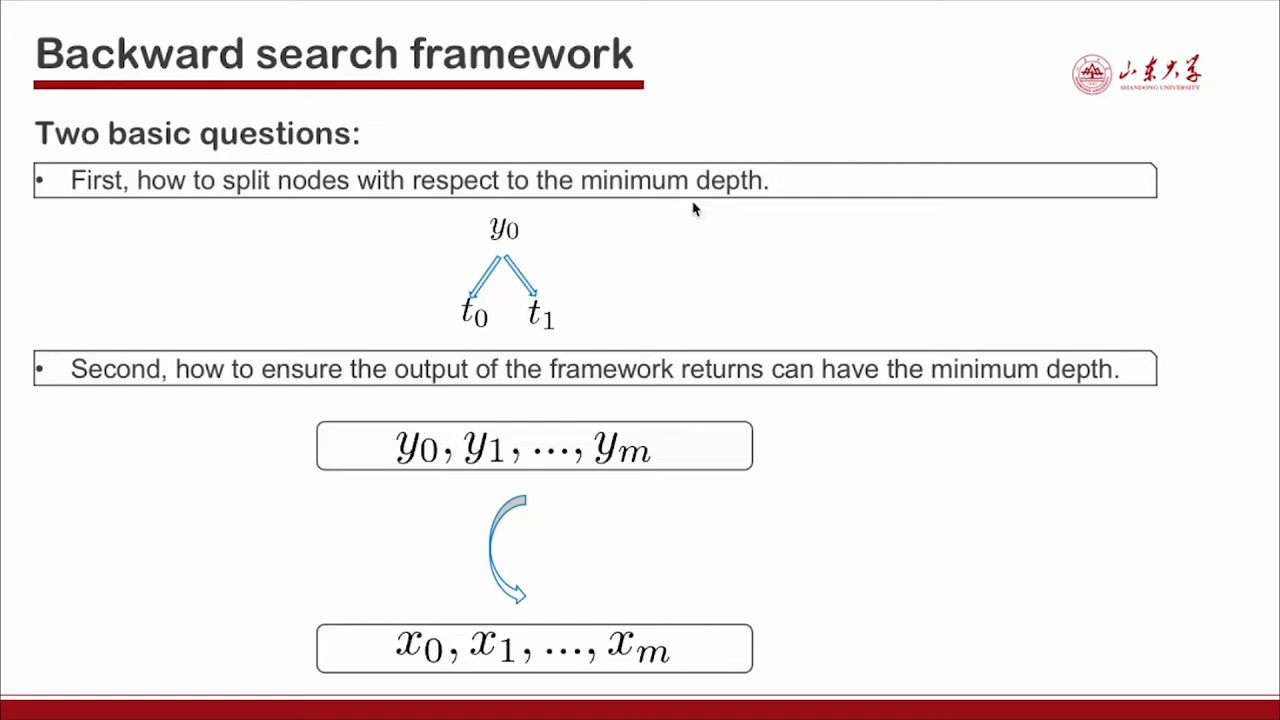 Backward search framework
山东大学
SHANDONG UNIVERSITY
Two basic questions:
• First, how to split nodes with respect to the minimum depth.
y₀
t₀ t₁
• Second, how to ensure the output of the framework returns can have the minimum depth.
y₀, y₁, ..., yₘ
x₀, x₁, ..., xₘ